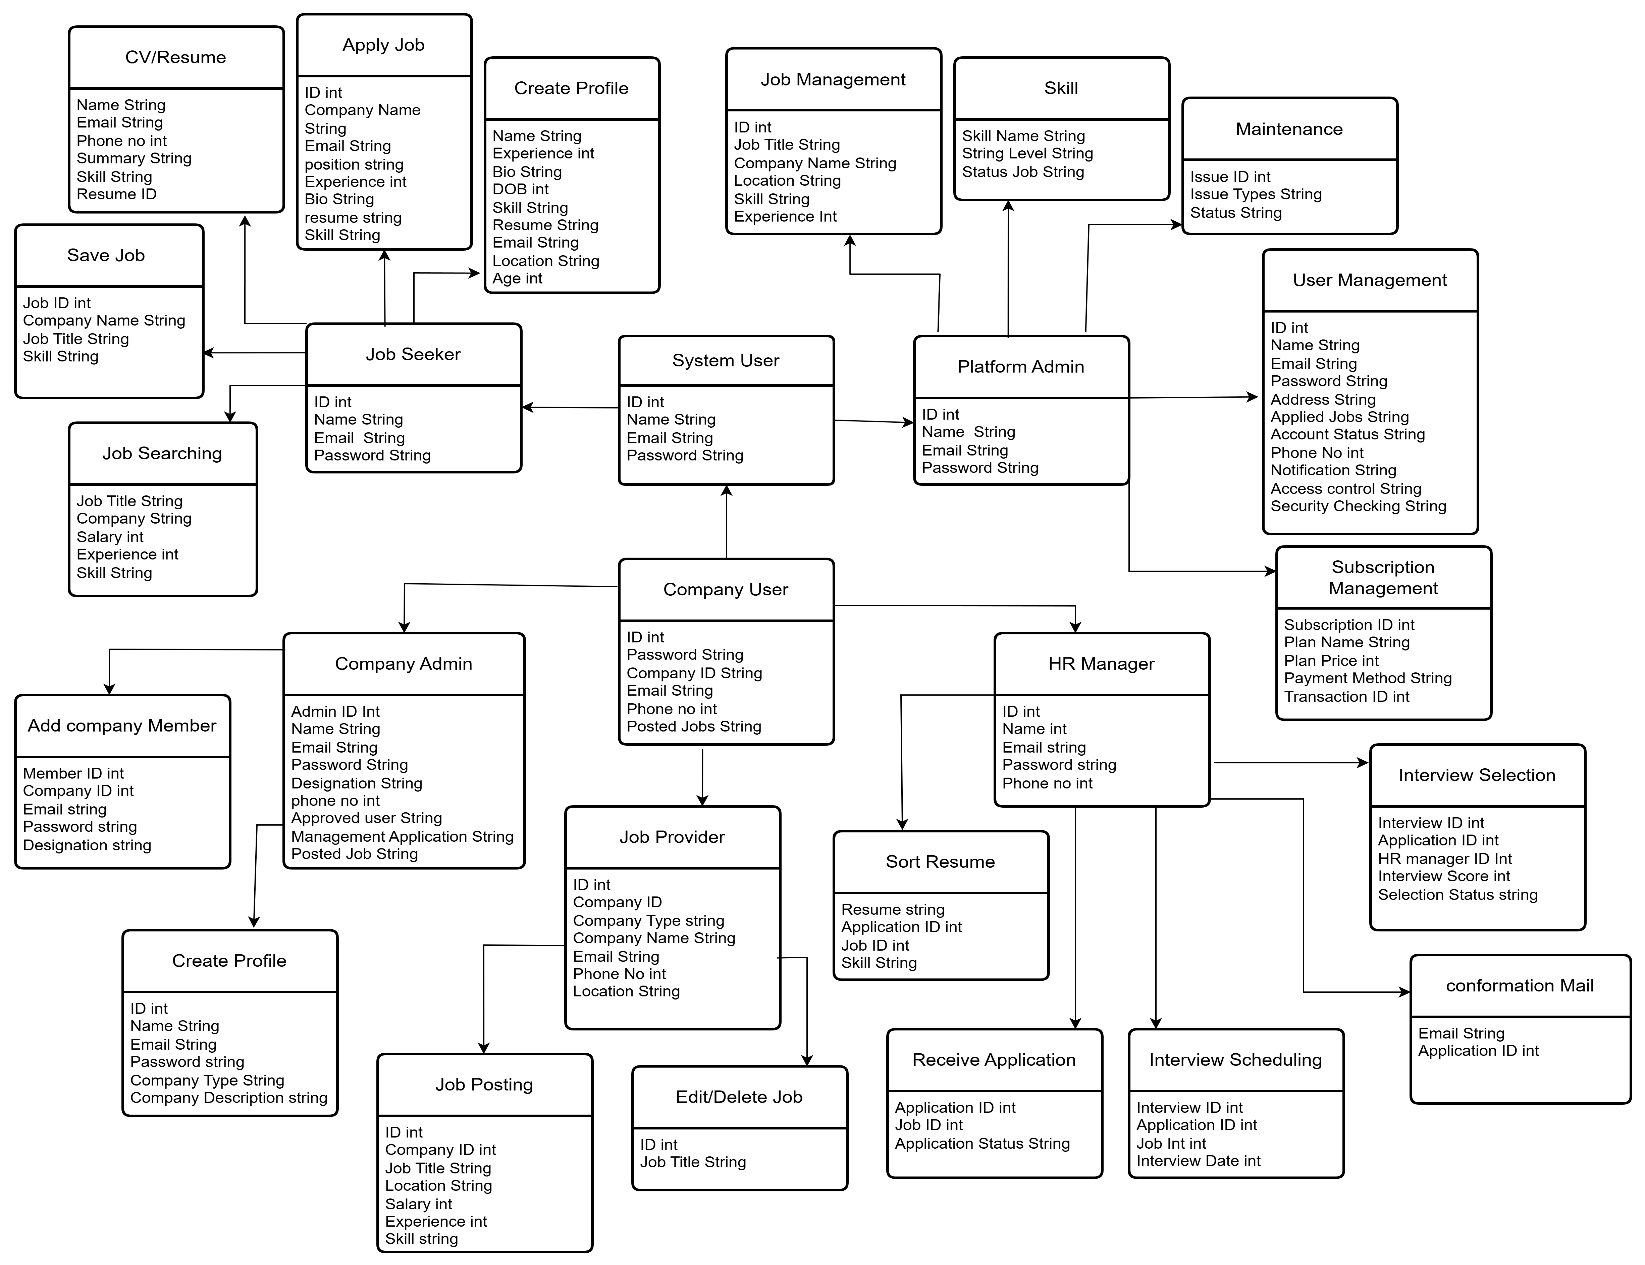 CV/Resume
Name String
Email String
Phone no int
Summary String
Skill String
Resume ID
Apply Job
ID int
Company Name
String
Email String
position string
Experience int
Bio String
resume string
Skill String
Create Profile
Name String
Experience int
Bio String
DOB int
Skill String
Resume String
Email String
Location String
Age int
Job Management
ID int
Job Title String
Company Name String
Location String
Skill String
Experience Int
Skill
Skill Name String
String Level String
Status Job String
Maintenance
Issue ID int
Issue Types String
Status String
Save Job
Job ID int
Company Name String
Job Title String
Skill String
User Management
ID int
Name String
Email String
Password String
Address String
Applied Jobs String
Account Status String
Phone No int
Notification String
Access control String
Security Checking String
Job Seeker
ID int
Name String
Email  String
Password String
System User
ID int
Name String
Email String
Password String
Platform Admin
ID int
Name  String
Email String
Password String
Job Searching
Job Title String
Company String
Salary int
Experience int
Skill String
Subscription
Management
Subscription ID int
Plan Name String
Plan Price int
Payment Method String
Transaction ID int
Company User
ID int
Password String
Company ID String
Email String
Phone no int
Posted Jobs String
Company Admin
Admin ID Int
Name String
Email String
Password String
Designation String
phone no int
Approved user String
Management Application String
Posted Job String
HR Manager
ID int
Name int
Email string
Password string
Phone no int
Add company Member
Member ID int
Company ID int
Email string
Password string
Designation string
Interview Selection
Interview ID int
Application ID int
HR manager ID Int
Interview Score int
Selection Status string
Job Provider
ID int
Company ID
Company Type string
Company Name String
Email String
Phone No int
Location String
Sort Resume
Resume string
Application ID int
Job ID int
Skill String
Create Profile
ID int
Name String
Email String
Password string
Company Type String
Company Description string
conformation Mail
Email String
Application ID int
Receive Application
Application ID int
Job ID int
Application Status String
Interview Scheduling
Interview ID int
Application ID int
Job Int int
Interview Date int
Job Posting
ID int
Company ID int
Job Title String
Location String
Salary int
Experience int
Skill string
Edit/Delete Job
ID int
Job Title String